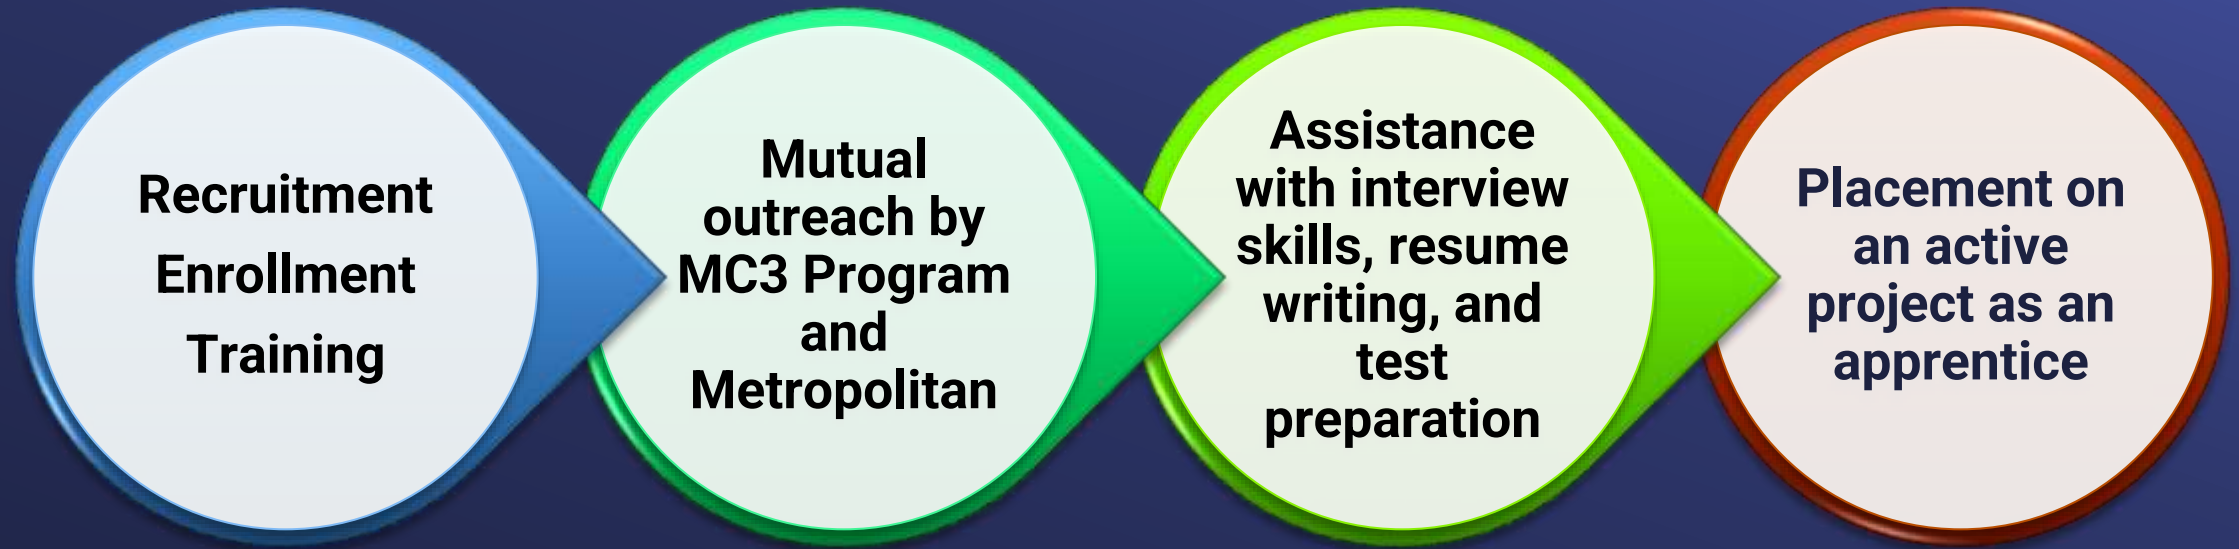 Recruitment
Enrollment
Training
Mutual
outreach by
MC3 Program
and
Metropolitan
Assistance
with interview
skills, resume
writing, and
test
preparation
Placement on
an active
project as an
apprentice